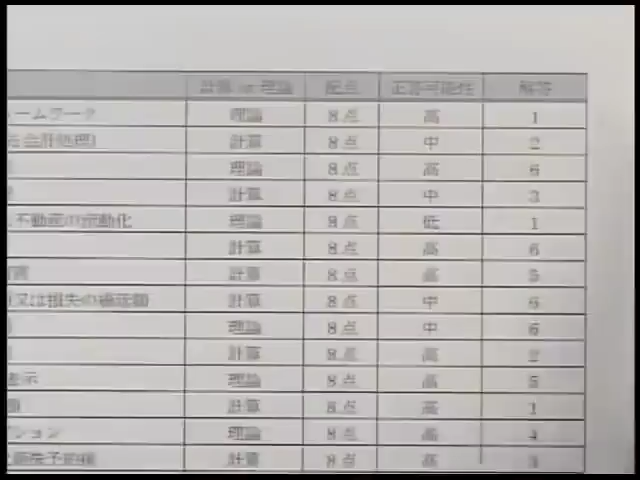 計算 or 理論 配点 正答可能性 解答
ームワーク 理論 8点 高 1
会計処理) 計算 8点 中 2
理論 8点 高 6
計算 8点 中 3
不動産の流動化 理論 8点 低 1
計算 8点 高 6
計算 8点 高 5
又は損失の 計算 8点 中 6
理論 8点 中 6
計算 8点 高 2
表示 理論 8点 高 5
計算 8点 高 1
ション 理論 8点 高 4
計算 8点 高 3